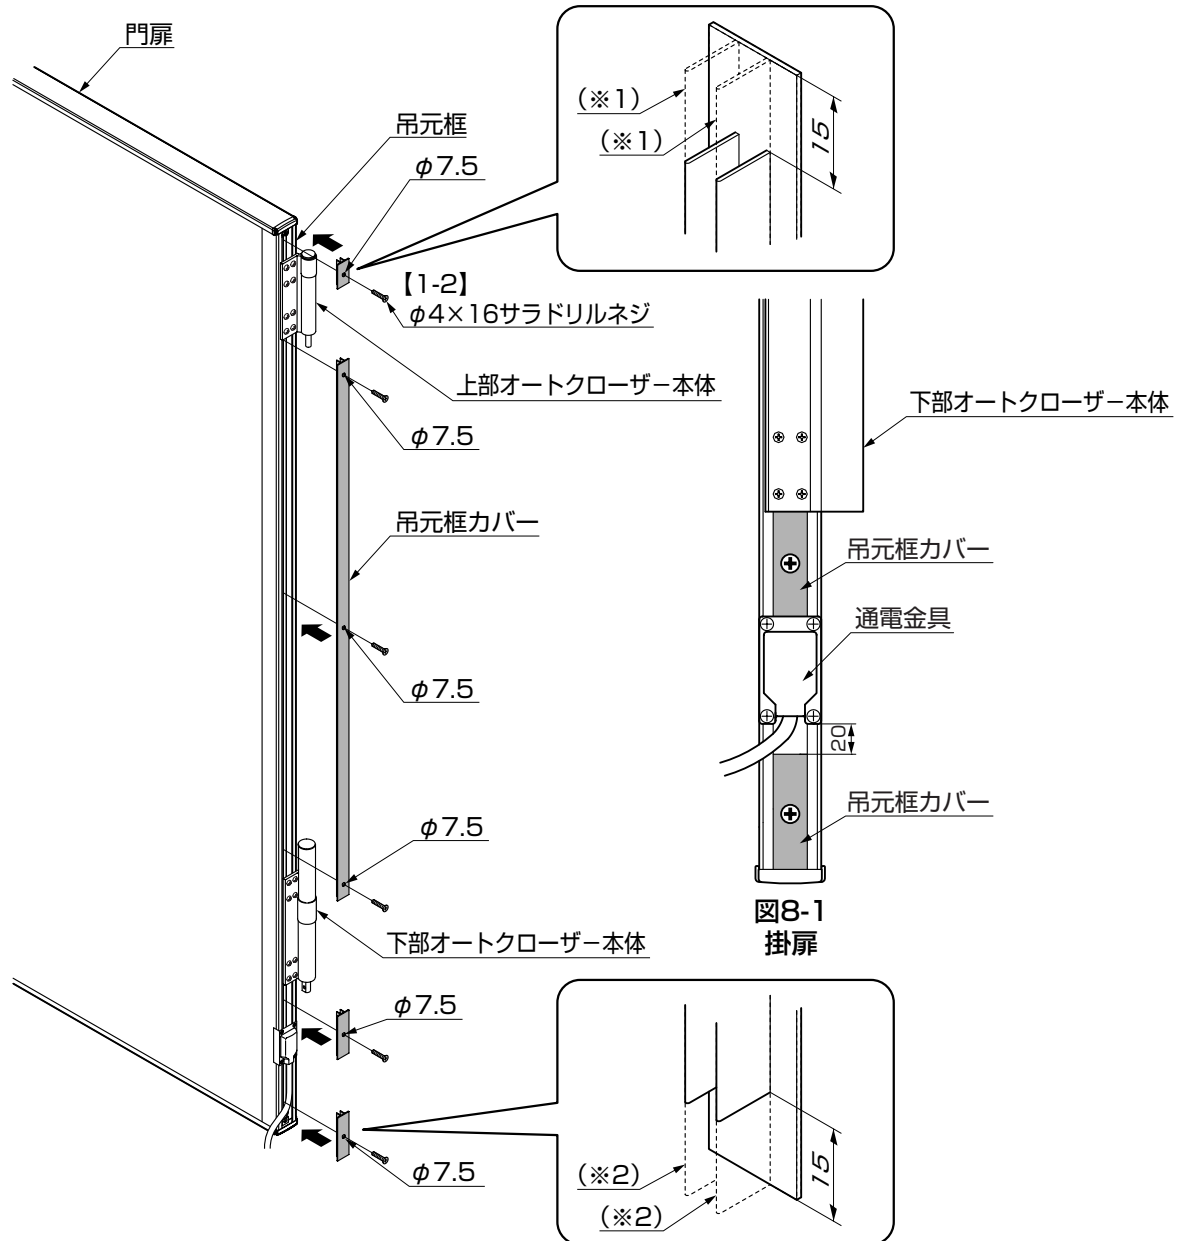 門扉
吊元框
φ7.5
【1-2】
φ4×16サラドリルネジ
上部オートクローザー本体
φ7.5
吊元框カバー
φ7.5
φ7.5
下部オートクローザー本体
φ7.5
φ7.5
(※1)
(※1)
15
下部オートクローザー本体
吊元框カバー
通電金具
20
吊元框カバー
図8-1
掛扉
(※2)
(※2)
15